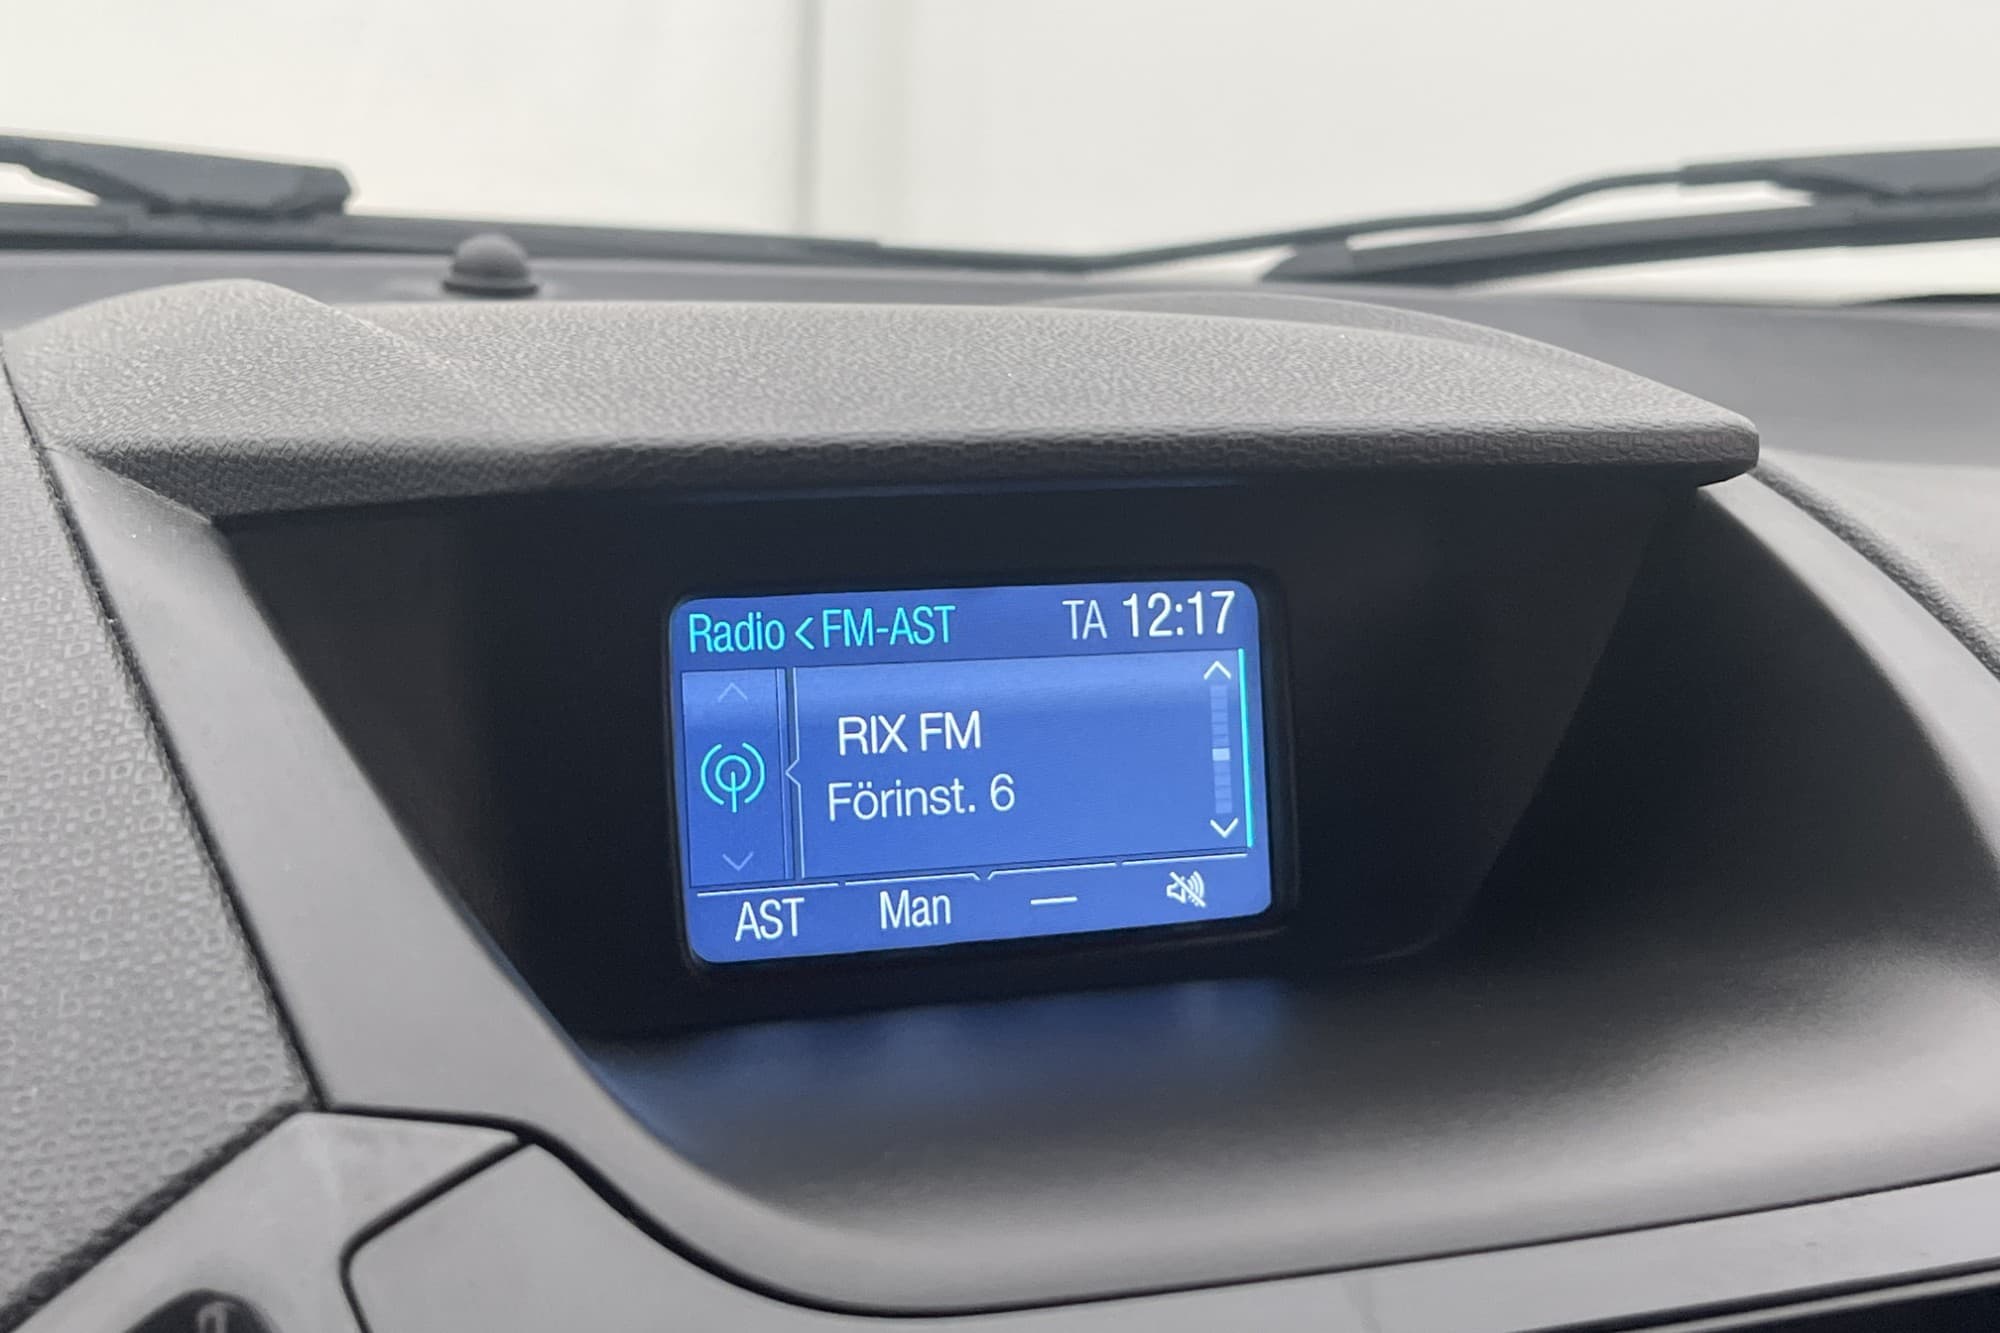 Radio < FM-AST TA 12:17
RIX FM
Förinst. 6
AST Man —